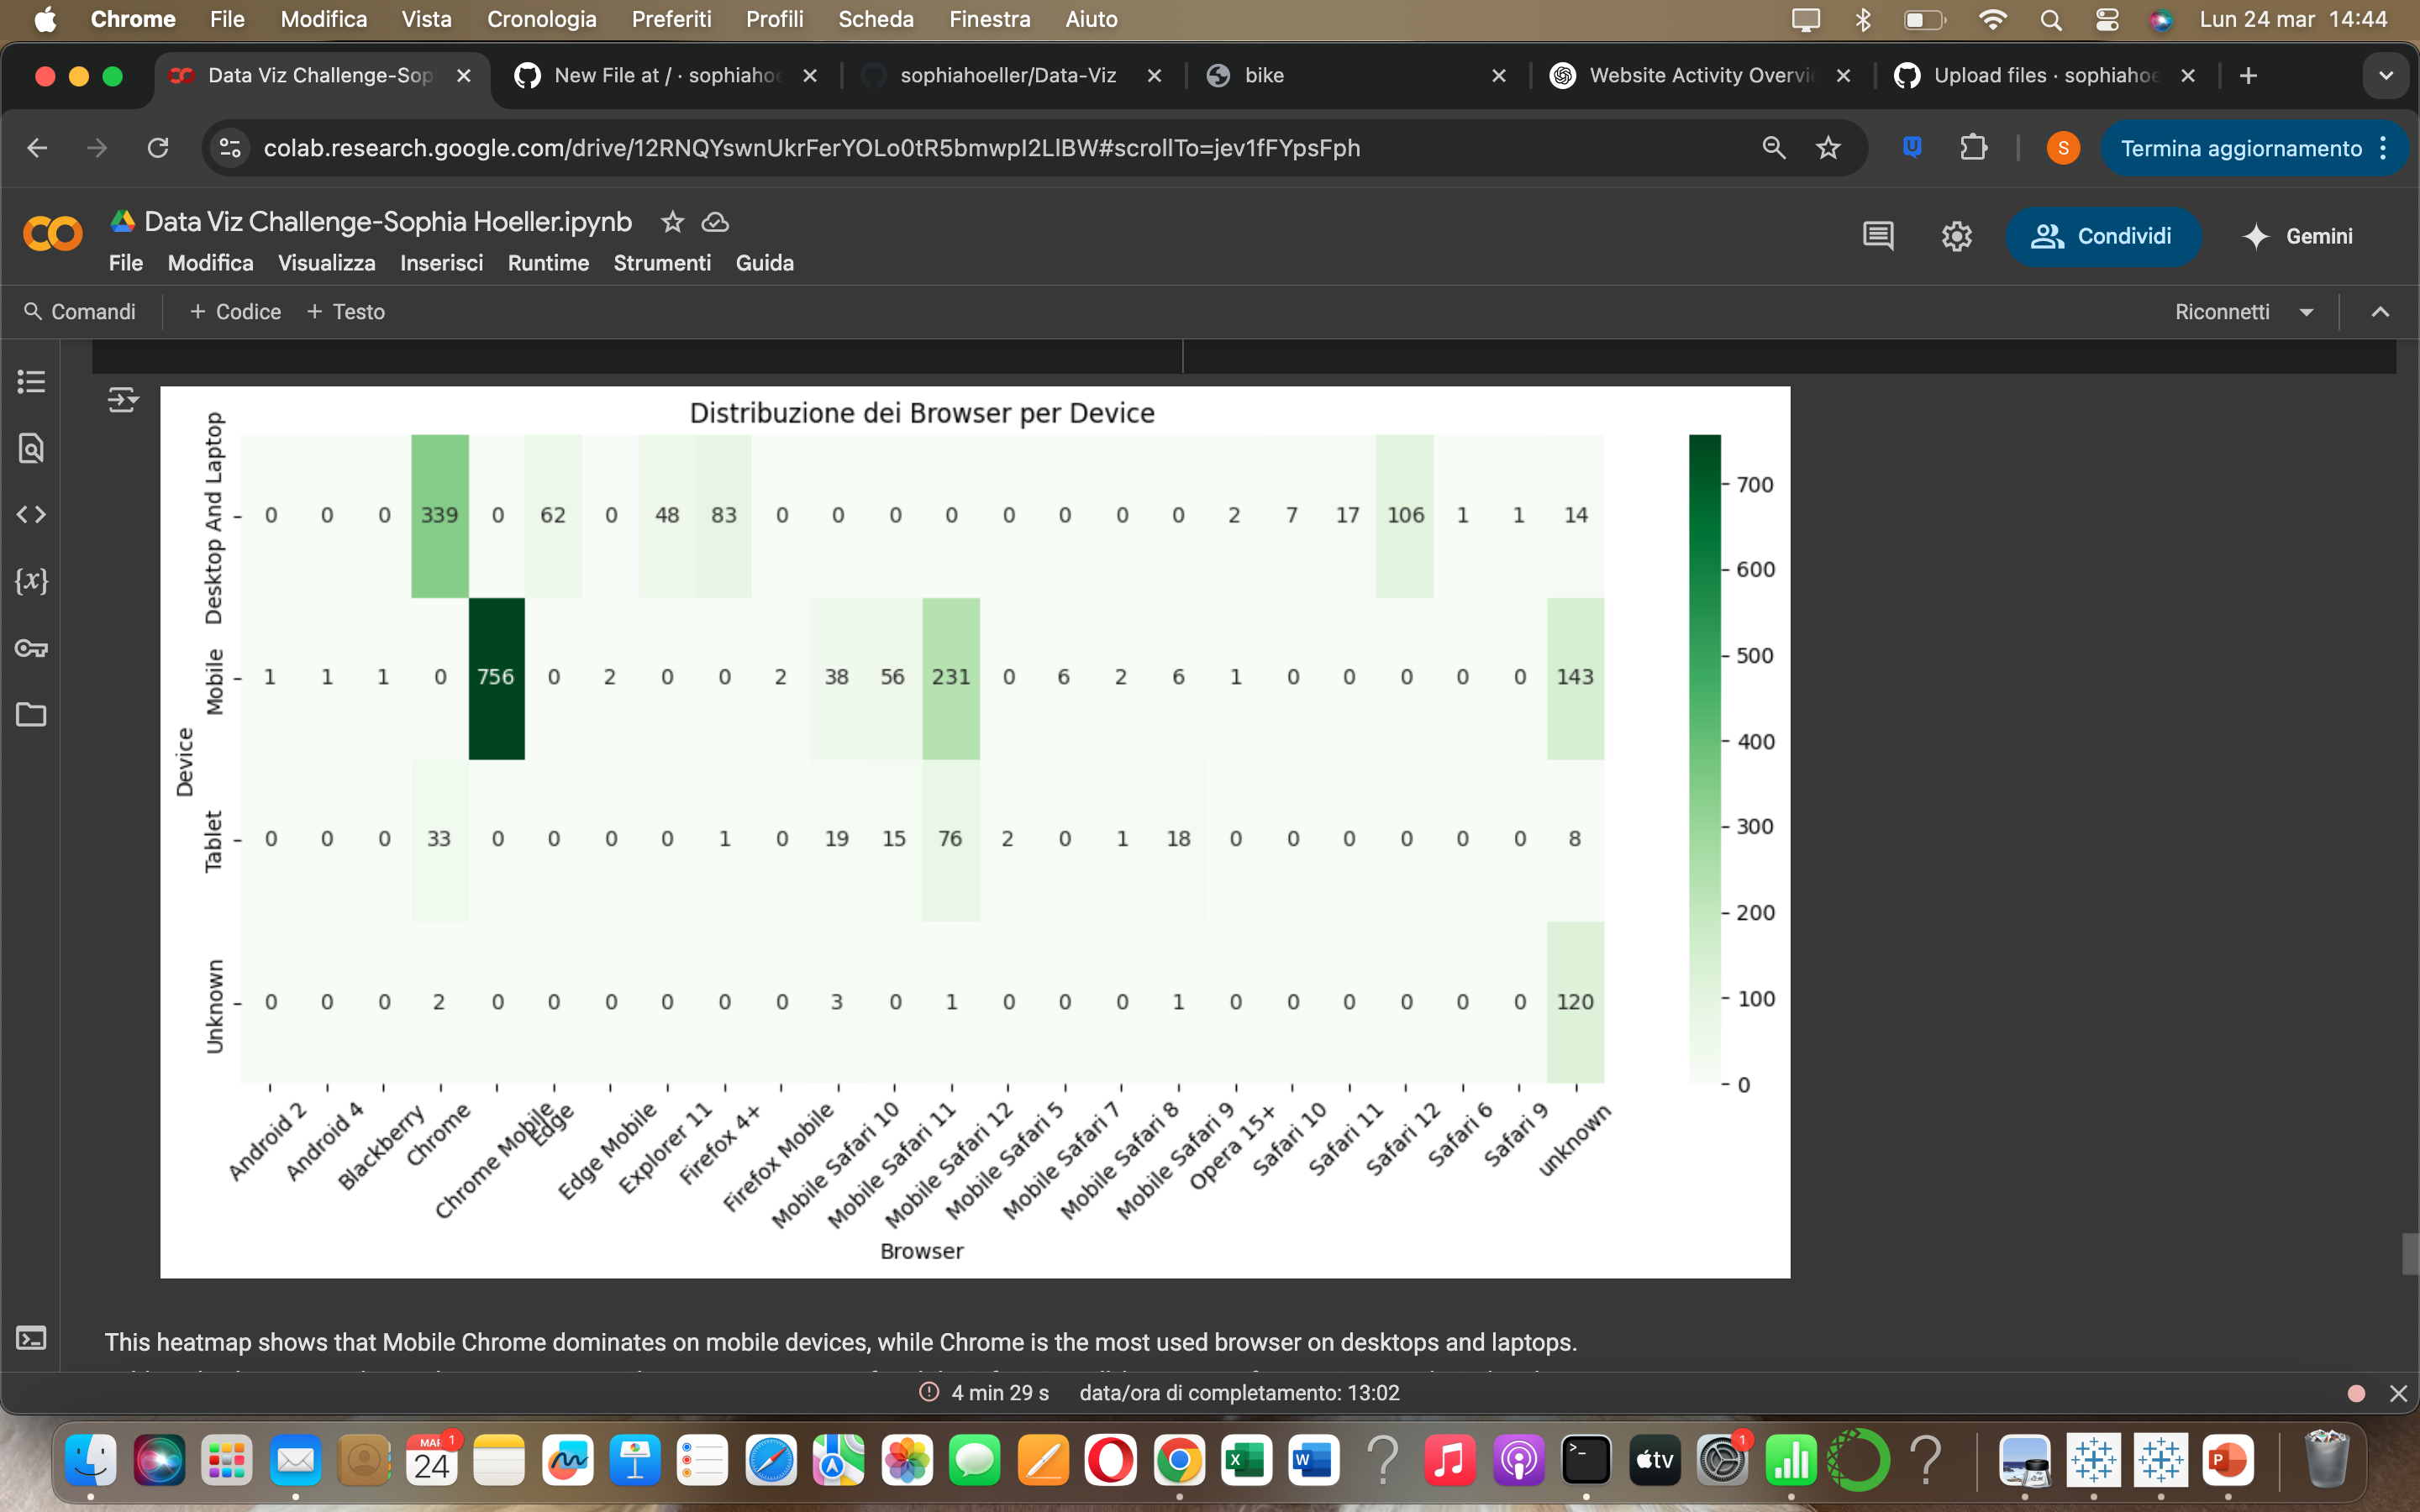 Chrome File Modifica Vista Cronologia Preferiti Profili Scheda Finestra Aiuto Lun 24 mar 14:44
Data Viz Challenge-Sop New File at / · sophiahoe sophiahoeller/Data-Viz bike Website Activity Overvi Upload files · sophiahoe
colab.research.google.com/drive/12RNQYswnUkrFerYOLo0tR5bmwpI2LlBW#scrollTo=jev1fFYpsFph S Termina aggiornamento
Data Viz Challenge-Sophia Hoeller.ipynb
File Modifica Visualizza Inserisci Runtime Strumenti Guida
Condividi Gemini
Comandi + Codice + Testo Riconnetti
Distribuzione dei Browser per Device
Device
Desktop And Laptop 0 0 0 339 0 62 0 48 83 0 0 0 0 0 0 0 0 2 7 17 106 1 1 14
Mobile 1 1 1 0 756 0 2 0 0 2 38 56 231 0 6 2 6 1 0 0 0 0 0 143
Tablet 0 0 0 33 0 0 0 0 1 0 19 15 76 2 0 1 18 0 0 0 0 0 0 8
Unknown 0 0 0 2 0 0 0 0 0 0 3 0 1 0 0 0 1 0 0 0 0 0 0 120
Android 2
Android 4
Blackberry
Chrome
Chrome Mobile
Edge
Edge Mobile
Explorer 11
Firefox 4+
Firefox Mobile
Mobile Safari 10
Mobile Safari 11
Mobile Safari 12
Mobile Safari 5
Mobile Safari 7
Mobile Safari 8
Mobile Safari 9
Opera 15+
Safari 10
Safari 11
Safari 12
Safari 6
Safari 9
unknown
Browser
700
600
500
400
300
200
100
0
This heatmap shows that Mobile Chrome dominates on mobile devices, while Chrome is the most used browser on desktops and laptops.
4 min 29 s data/ora di completamento: 13:02
MAR 1
24
1
tv
X
W
P